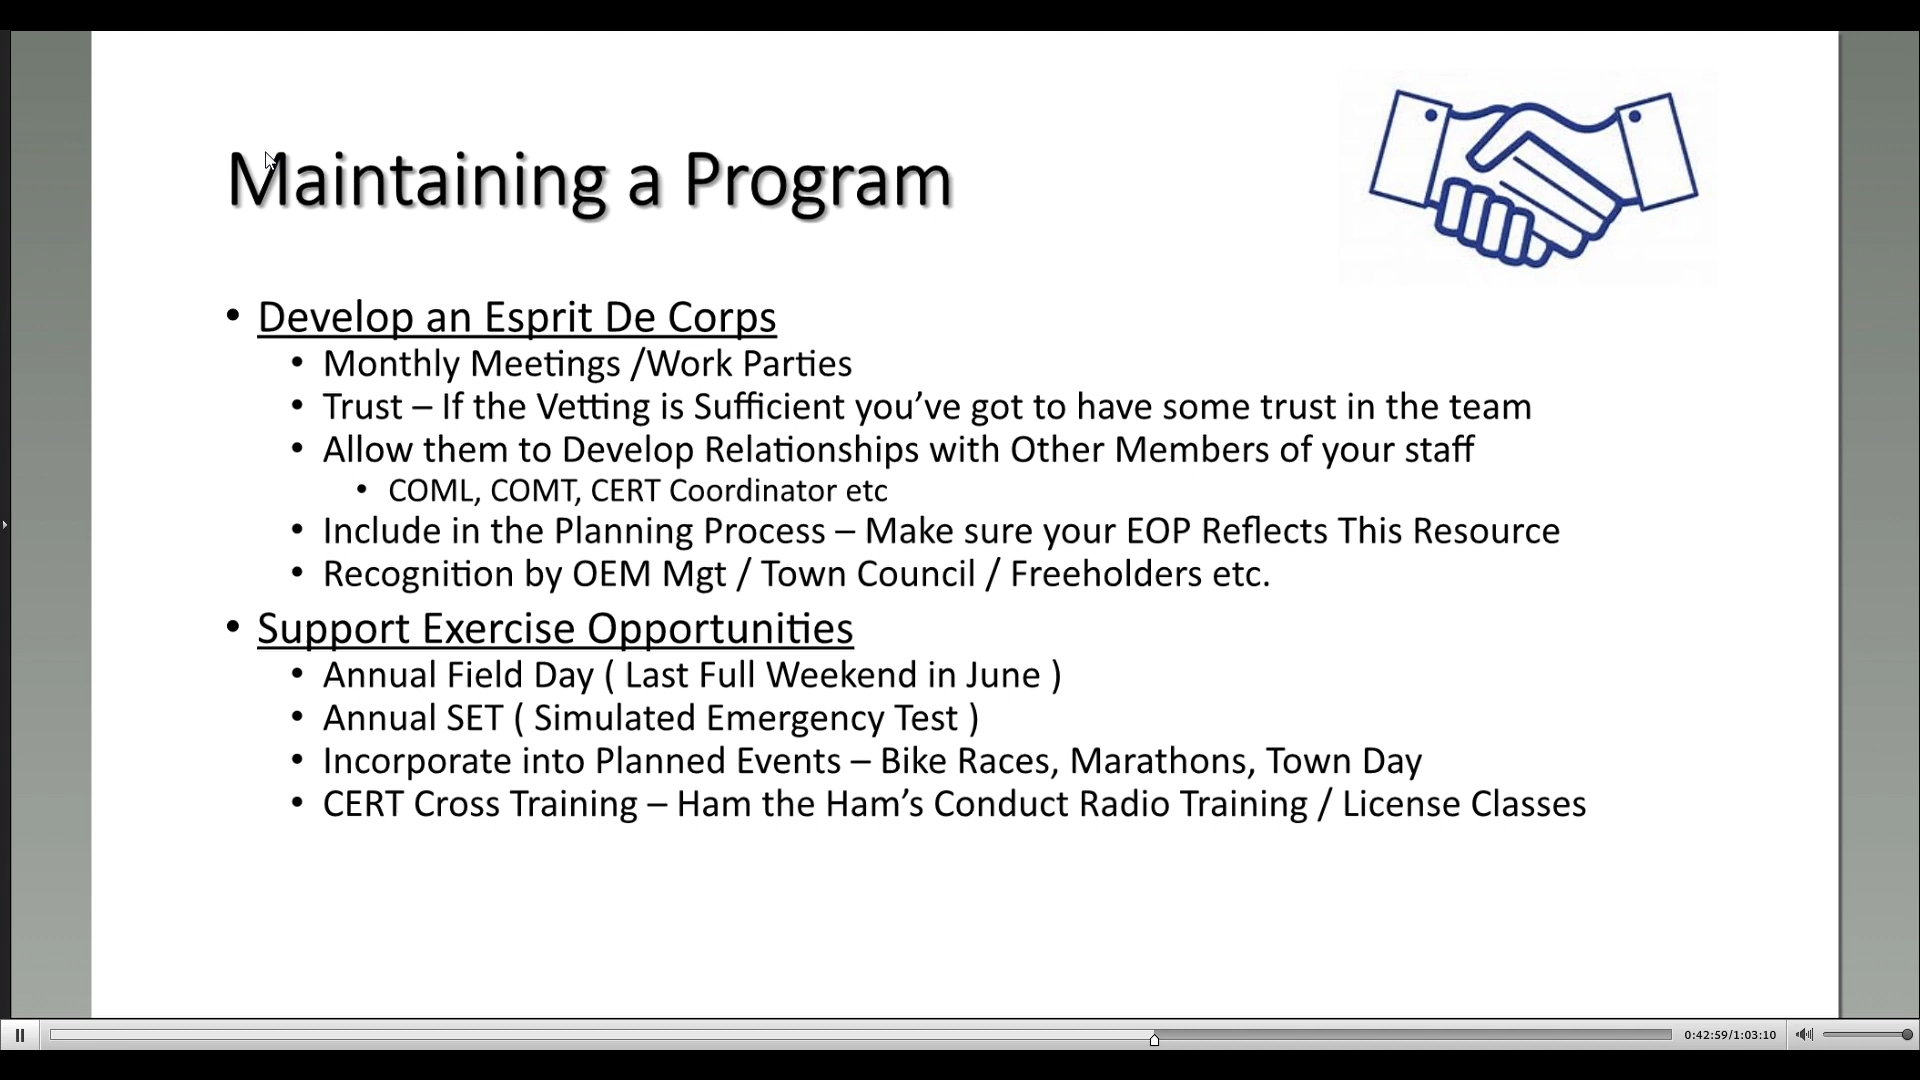 Maintaining a Program
• Develop an Esprit De Corps
• Monthly Meetings /Work Parties
• Trust – If the Vetting is Sufficient you’ve got to have some trust in the team
• Allow them to Develop Relationships with Other Members of your staff
• COML, COMT, CERT Coordinator etc
• Include in the Planning Process – Make sure your EOP Reflects This Resource
• Recognition by OEM Mgt / Town Council / Freeholders etc.
• Support Exercise Opportunities
• Annual Field Day ( Last Full Weekend in June )
• Annual SET ( Simulated Emergency Test )
• Incorporate into Planned Events – Bike Races, Marathons, Town Day
• CERT Cross Training – Ham the Ham’s Conduct Radio Training / License Classes
0:42:59/1:03:10